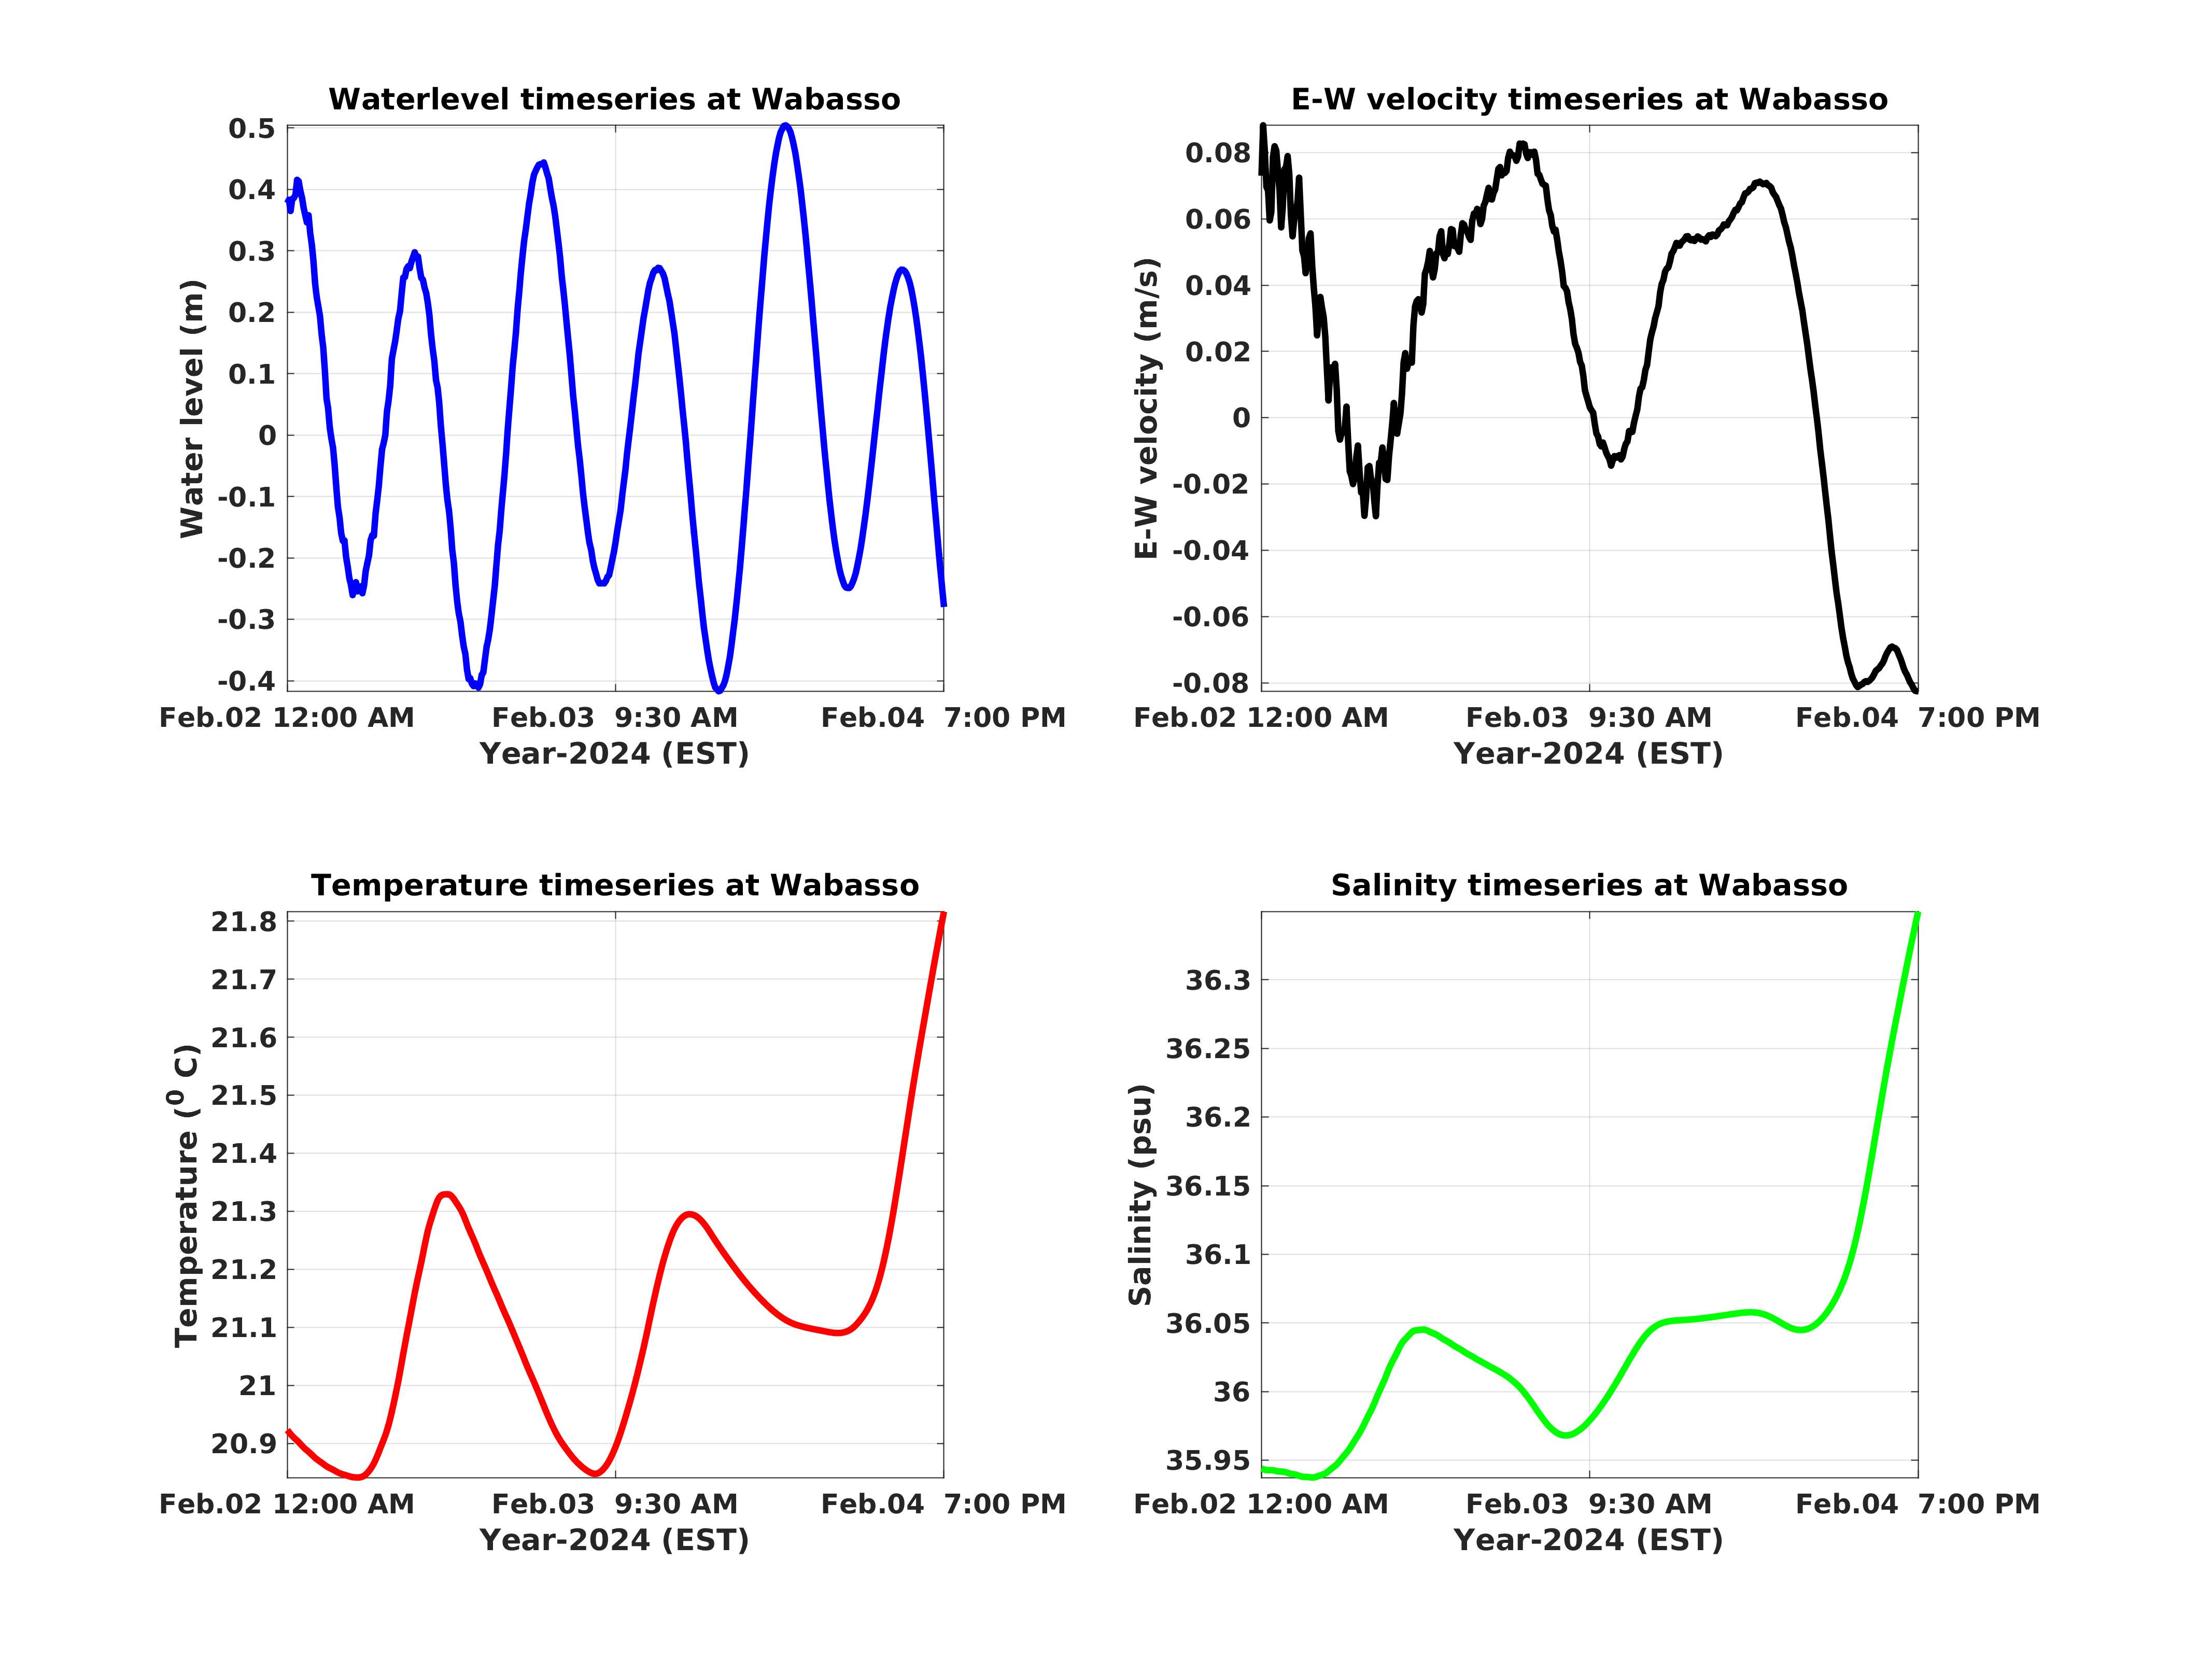 Waterlevel timeseries at Wabasso
Water level (m)
0.5
0.4
0.3
0.2
0.1
0
-0.1
-0.2
-0.3
-0.4
Feb.02 12:00 AM
Feb.03 9:30 AM
Feb.04 7:00 PM
Year-2024 (EST)
E-W velocity timeseries at Wabasso
E-W velocity (m/s)
0.08
0.06
0.04
0.02
0
-0.02
-0.04
-0.06
-0.08
Feb.02 12:00 AM
Feb.03 9:30 AM
Feb.04 7:00 PM
Year-2024 (EST)
Temperature timeseries at Wabasso
Temperature (⁰ C)
21.8
21.7
21.6
21.5
21.4
21.3
21.2
21.1
21
20.9
Feb.02 12:00 AM
Feb.03 9:30 AM
Feb.04 7:00 PM
Year-2024 (EST)
Salinity timeseries at Wabasso
Salinity (psu)
36.3
36.25
36.2
36.15
36.1
36.05
36
35.95
Feb.02 12:00 AM
Feb.03 9:30 AM
Feb.04 7:00 PM
Year-2024 (EST)